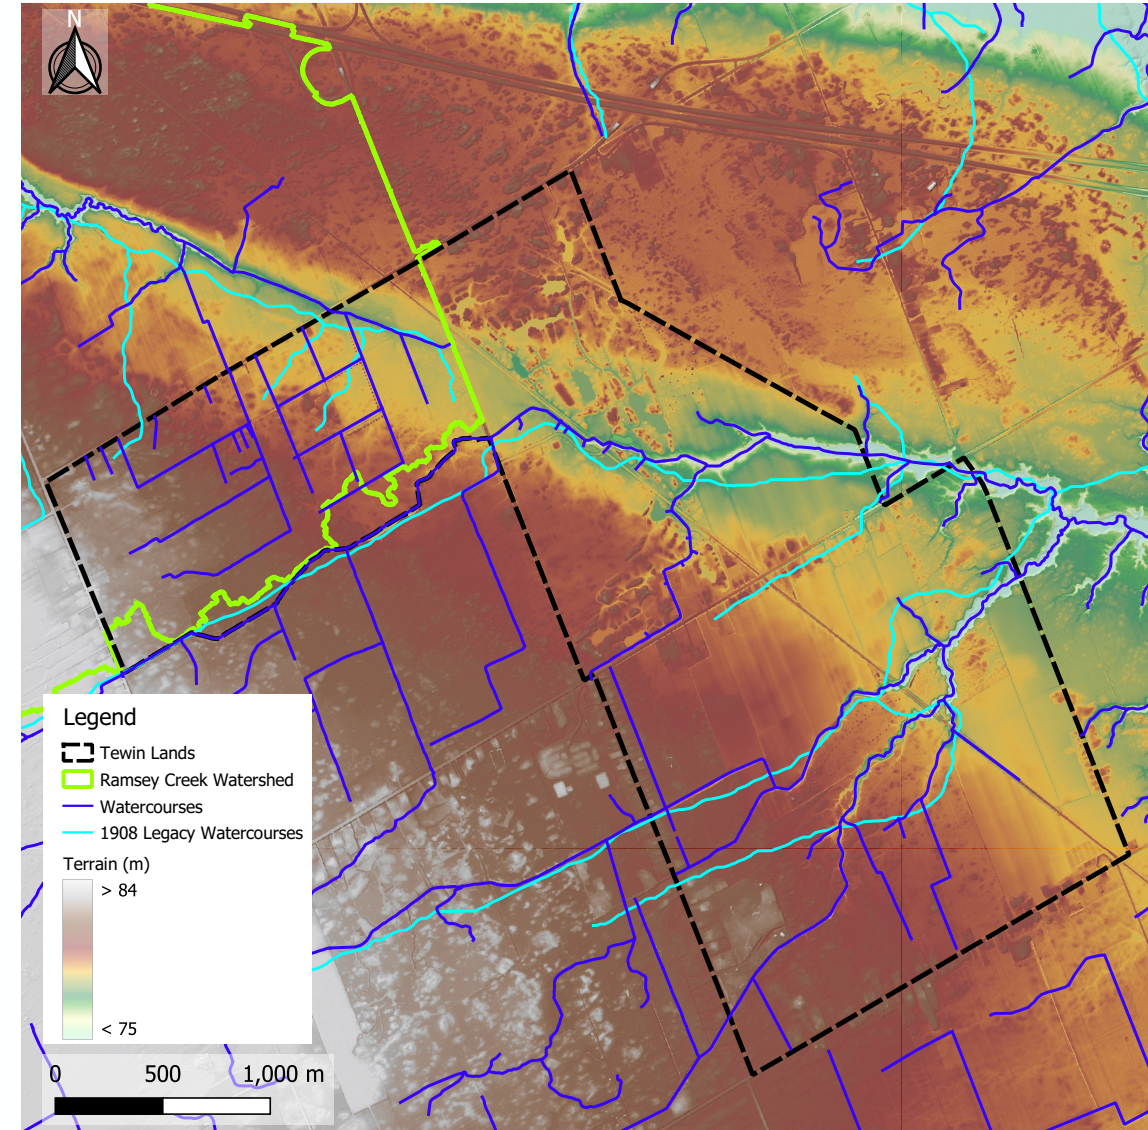 N
Legend
Tewin Lands
Ramsey Creek Watershed
Watercourses
1908 Legacy Watercourses
Terrain (m)
> 84
< 75
0 500 1,000 m